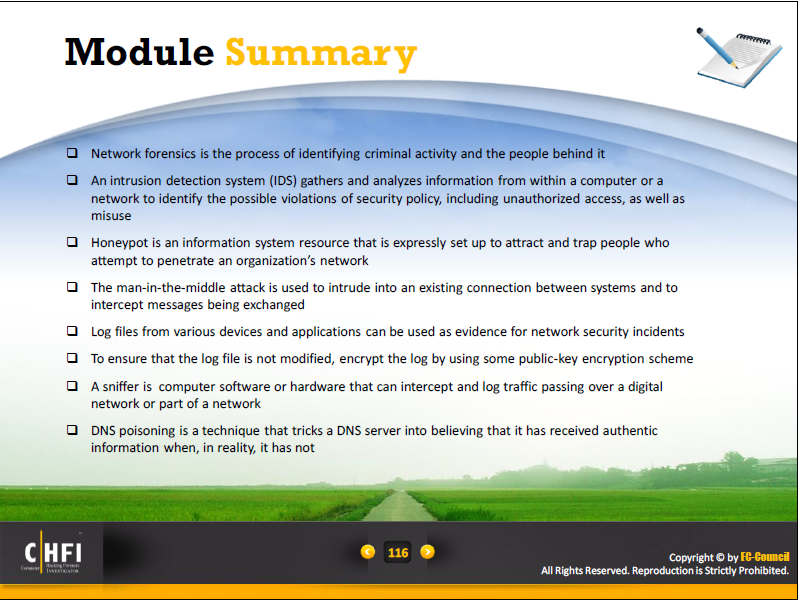 Module Summary
❑ Network forensics is the process of identifying criminal activity and the people behind it
❑ An intrusion detection system (IDS) gathers and analyzes information from within a computer or a
network to identify the possible violations of security policy, including unauthorized access, as well as
misuse
❑ Honeypot is an information system resource that is expressly set up to attract and trap people who
attempt to penetrate an organization's network
❑ The man-in-the-middle attack is used to intrude into an existing connection between systems and to
intercept messages being exchanged
❑ Log files from various devices and applications can be used as evidence for network security incidents
❑ To ensure that the log file is not modified, encrypt the log by using some public-key encryption scheme
❑ A sniffer is  computer software or hardware that can intercept and log traffic passing over a digital
network or part of a network
❑ DNS poisoning is a technique that tricks a DNS server into believing that it has received authentic
information when, in reality, it has not
CHFI
Computer Hacking Forensic
INVESTIGATOR
116
Copyright © by EC-Council
All Rights Reserved. Reproduction is Strictly Prohibited.